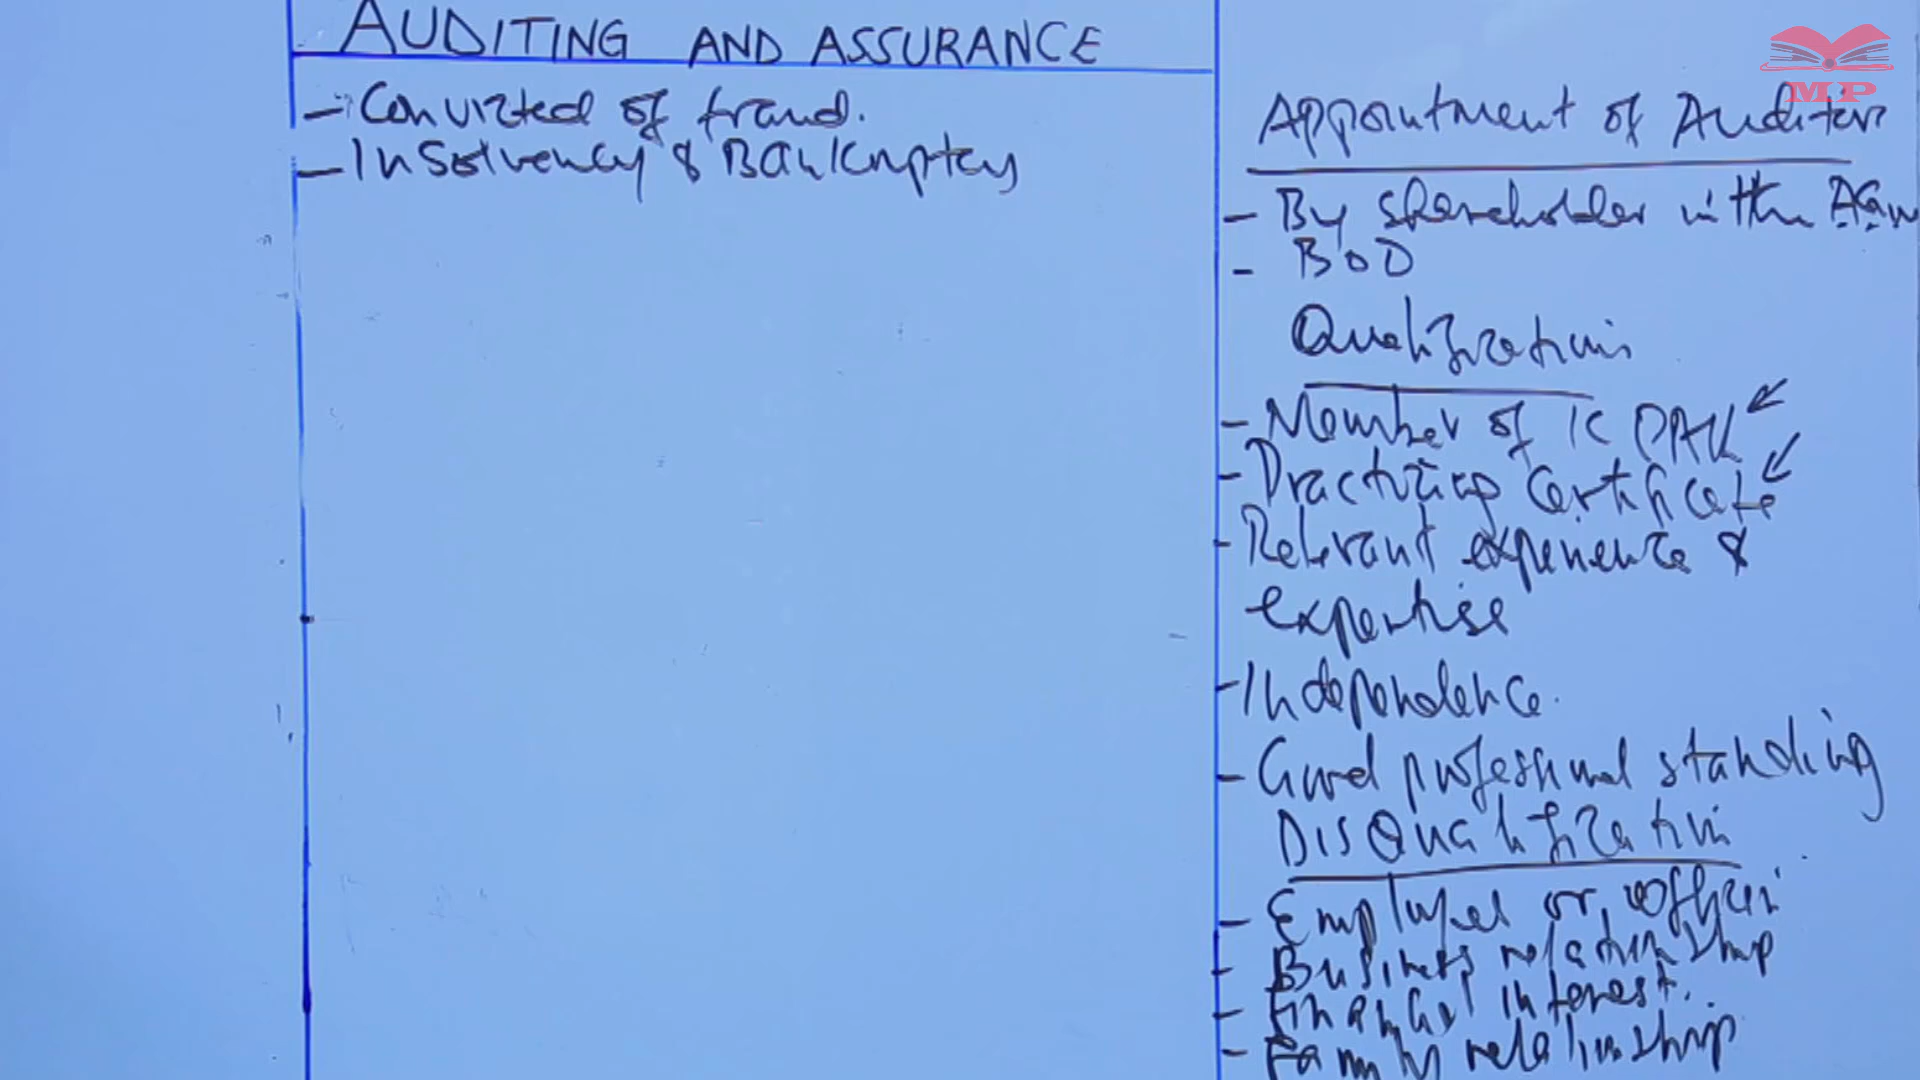 AUDITING AND ASSURANCE
- Convicted of fraud.
- Insolvency & Bankruptcy
MP
Appointment of Auditors
- By shareholder in the AGM
- BOD
Qualifications
- Member of ICPAK
- Practising Certificate
- Relevant experience &
expertise
- Independence.
- Good professional standing
Disqualification
- Employee or officer
- Business relationship
- Financial interest.
- Family relationship